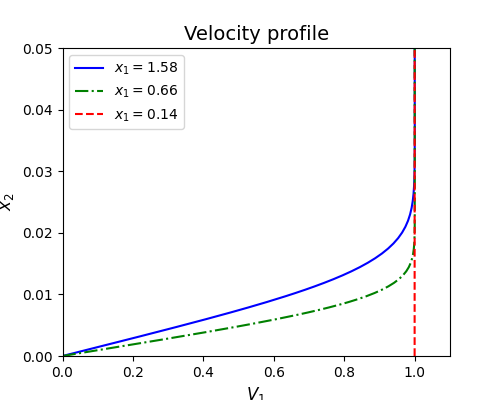 Velocity profile
x₁ = 1.58
x₁ = 0.66
x₁ = 0.14
0.05
0.04
0.03
0.02
0.01
0.00
x₂
0.0 0.2 0.4 0.6 0.8 1.0
V₁